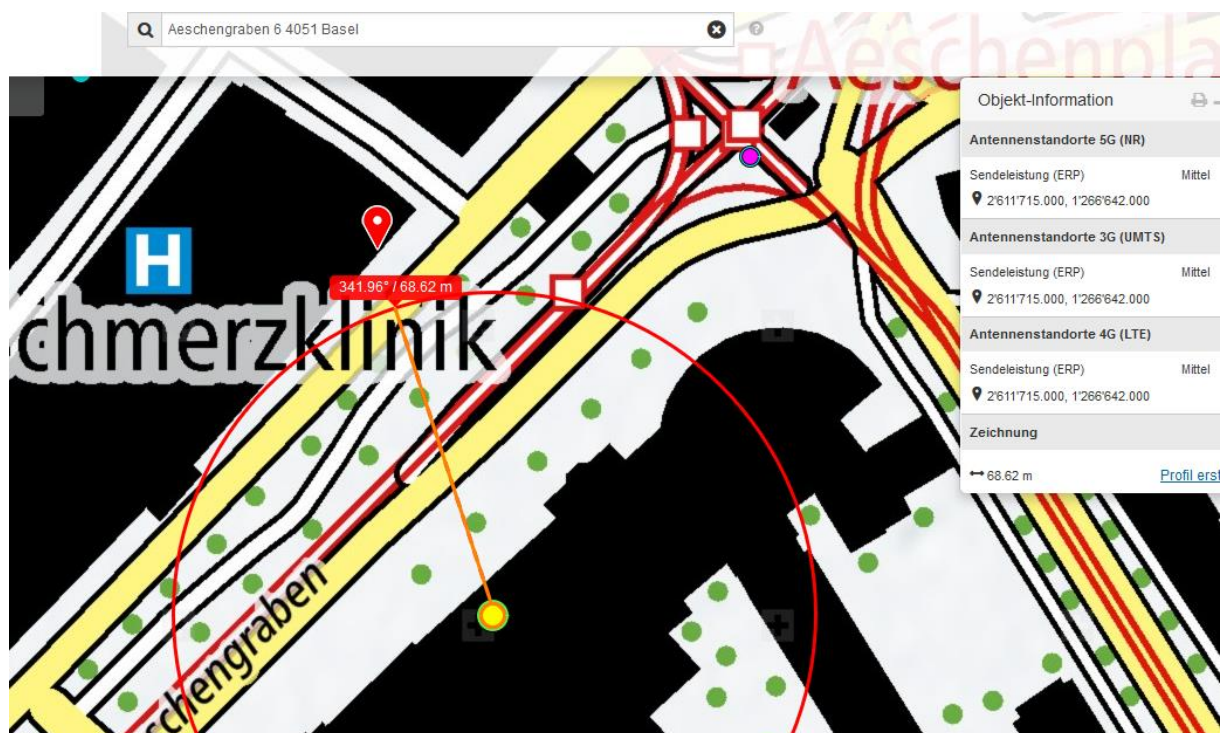 Aeschengraben 6 4051 Basel
Aeschenpla
Objekt-Information
Antennenstandorte 5G (NR)
Sendeleistung (ERP) Mittel
2'611'715.000, 1'266'642.000
Antennenstandorte 3G (UMTS)
Sendeleistung (ERP) Mittel
2'611'715.000, 1'266'642.000
Antennenstandorte 4G (LTE)
Sendeleistung (ERP) Mittel
2'611'715.000, 1'266'642.000
Zeichnung
68.62 m Profil erst
H
341.96° / 68.62 m
chmerzklinik
schengraben